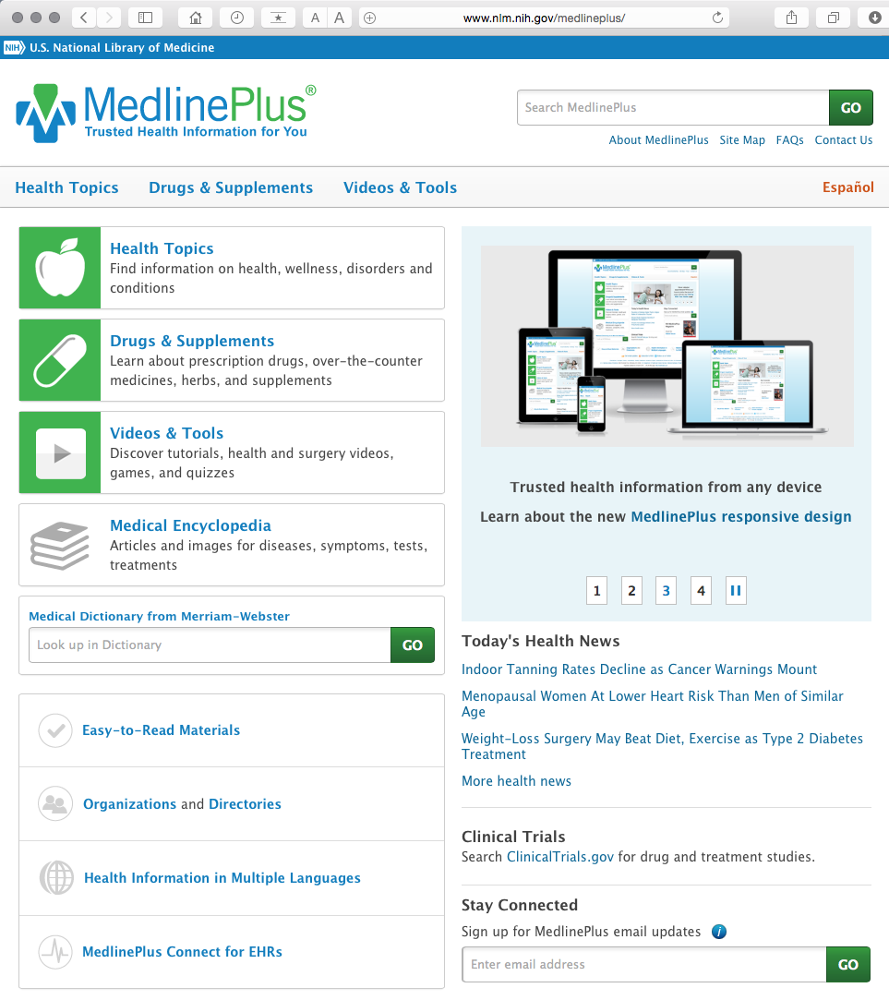 A A
www.nlm.nih.gov/medlineplus/
NIH U.S. National Library of Medicine
MedlinePlus®
Trusted Health Information for You
Search MedlinePlus GO
About MedlinePlus Site Map FAQs Contact Us
Health Topics Drugs & Supplements Videos & Tools Español
Health Topics
Find information on health, wellness, disorders and
conditions
Drugs & Supplements
Learn about prescription drugs, over-the-counter
medicines, herbs, and supplements
Videos & Tools
Discover tutorials, health and surgery videos,
games, and quizzes
Medical Encyclopedia
Articles and images for diseases, symptoms, tests,
treatments
Medical Dictionary from Merriam-Webster
Look up in Dictionary GO
Easy-to-Read Materials
Organizations and Directories
Health Information in Multiple Languages
MedlinePlus Connect for EHRs
MedlinePlus
MedlinePlus
MedlinePlus
MedlinePlus
Trusted health information from any device
Learn about the new MedlinePlus responsive design
1 2 3 4
Today's Health News
Indoor Tanning Rates Decline as Cancer Warnings Mount
Menopausal Women At Lower Heart Risk Than Men of Similar
Age
Weight-Loss Surgery May Beat Diet, Exercise as Type 2 Diabetes
Treatment
More health news
Clinical Trials
Search ClinicalTrials.gov for drug and treatment studies.
Stay Connected
Sign up for MedlinePlus email updates i
Enter email address GO